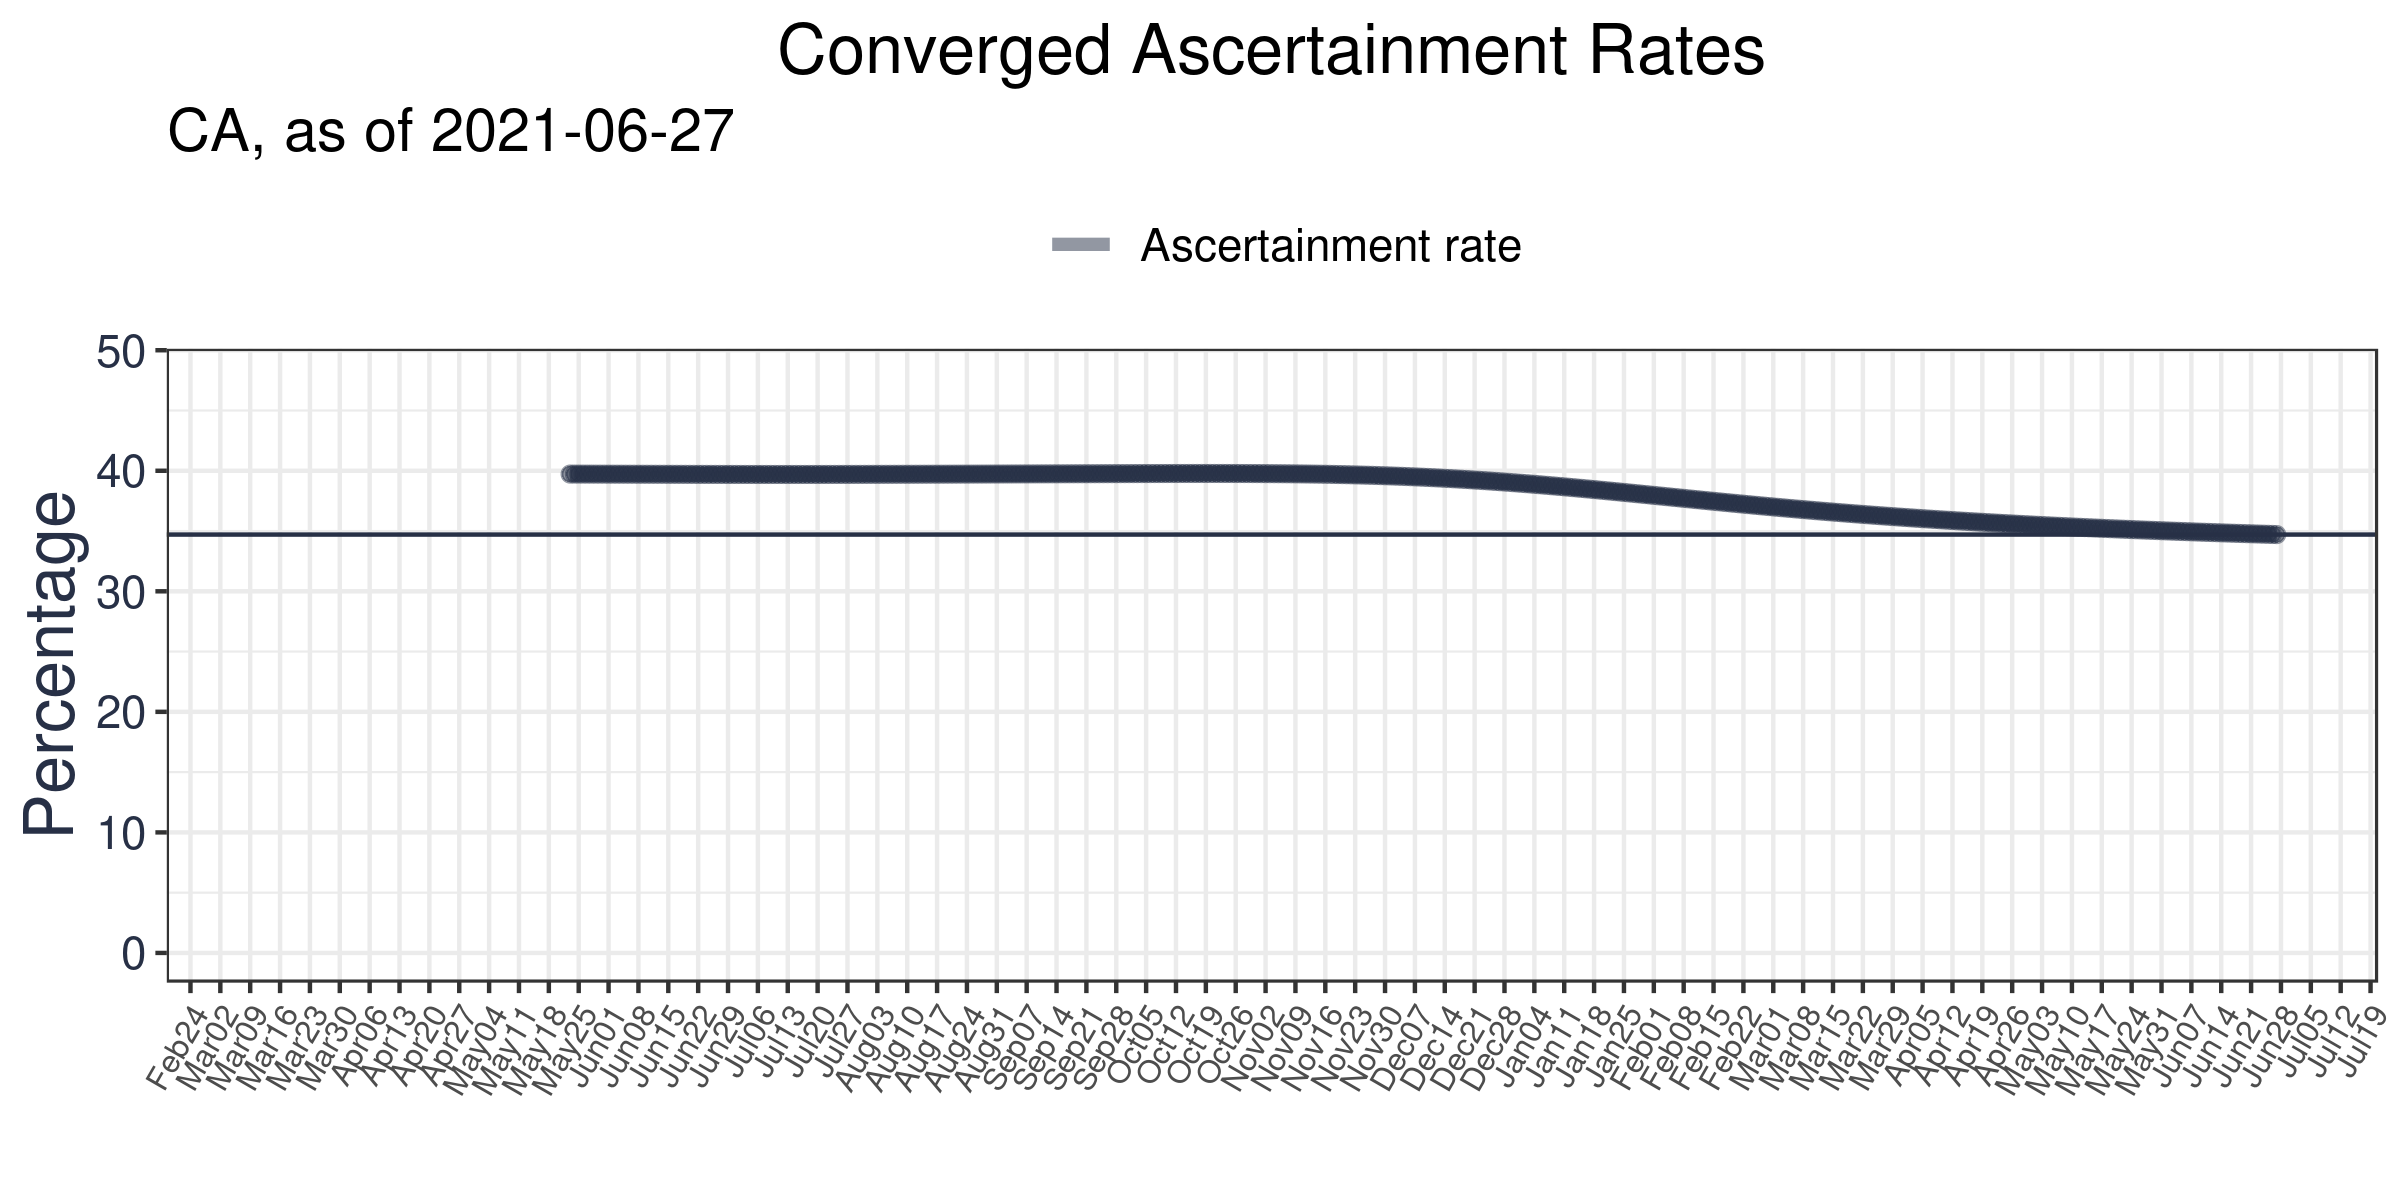 Converged Ascertainment Rates
CA, as of 2021-06-27
Ascertainment rate
Percentage
50
40
30
20
10
0
Feb24
Mar02
Mar09
Mar16
Mar23
Mar30
Apr06
Apr13
Apr20
Apr27
May04
May11
May18
May25
Jun01
Jun08
Jun15
Jun22
Jun29
Jul06
Jul13
Jul20
Jul27
Aug03
Aug10
Aug17
Aug24
Aug31
Sep07
Sep14
Sep21
Sep28
Oct05
Oct12
Oct19
Oct26
Nov02
Nov09
Nov16
Nov23
Nov30
Dec07
Dec14
Dec21
Dec28
Jan04
Jan11
Jan18
Jan25
Feb01
Feb08
Feb15
Feb22
Mar01
Mar08
Mar15
Mar22
Mar29
Apr05
Apr12
Apr19
Apr26
May03
May10
May17
May24
May31
Jun07
Jun14
Jun21
Jun28
Jul05
Jul12
Jul19